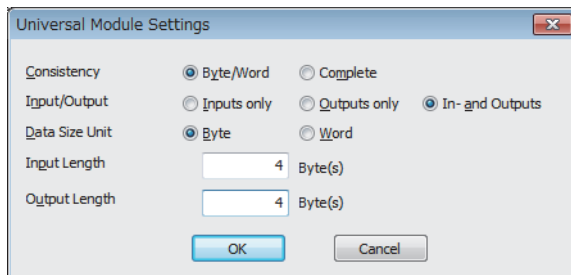 Universal Module Settings
Consistency Byte/Word Complete
Input/Output Inputs only Outputs only In- and Outputs
Data Size Unit Byte Word
Input Length 4 Byte(s)
Output Length 4 Byte(s)
OK Cancel